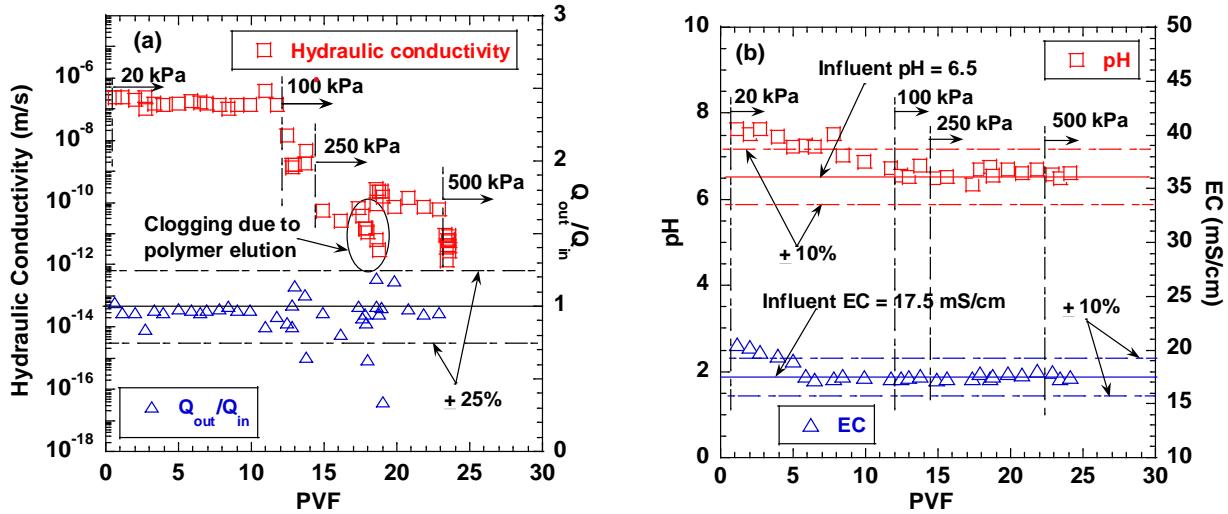 (a)
Hydraulic conductivity
20 kPa
100 kPa
250 kPa
500 kPa
Clogging due to
polymer elution
+ 25%
Q_out/Q_in
Hydraulic Conductivity (m/s)
10^-6
10^-8
10^-10
10^-12
10^-14
10^-16
10^-18
3
2
1
0
Q_out/Q_in
0 5 10 15 20 25 30
PVF
(b)
pH
Influent pH = 6.5
20 kPa
100 kPa
250 kPa
500 kPa
+ 10%
Influent EC = 17.5 mS/cm
+ 10%
EC
pH
10
8
6
4
2
0
50
45
40
35
30
25
20
15
10
EC (mS/cm)
0 5 10 15 20 25 30
PVF